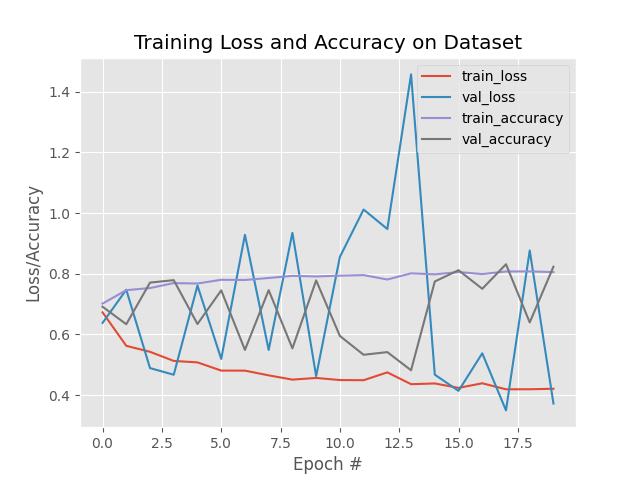 Training Loss and Accuracy on Dataset
train_loss
val_loss
train_accuracy
val_accuracy
Loss/Accuracy
1.4
1.2
1.0
0.8
0.6
0.4
0.0 2.5 5.0 7.5 10.0 12.5 15.0 17.5
Epoch #